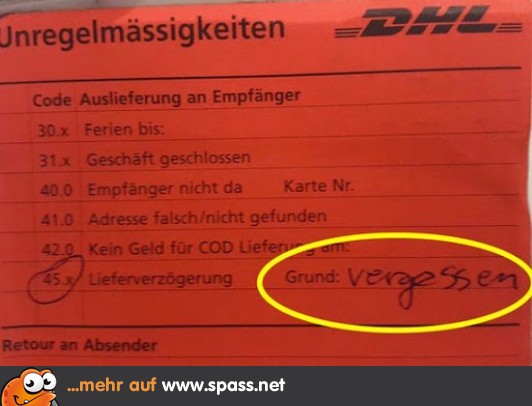 Unregelmässigkeiten
DHL
Code Auslieferung an Empfänger
30.x Ferien bis:
31.x Geschäft geschlossen
40.0 Empfänger nicht da Karte Nr.
41.0 Adresse falsch/nicht gefunden
42.0 Kein Geld für COD Lieferung am:
45.x Lieferverzögerung Grund: vergessen
Retour an Absender
...mehr auf www.spass.net